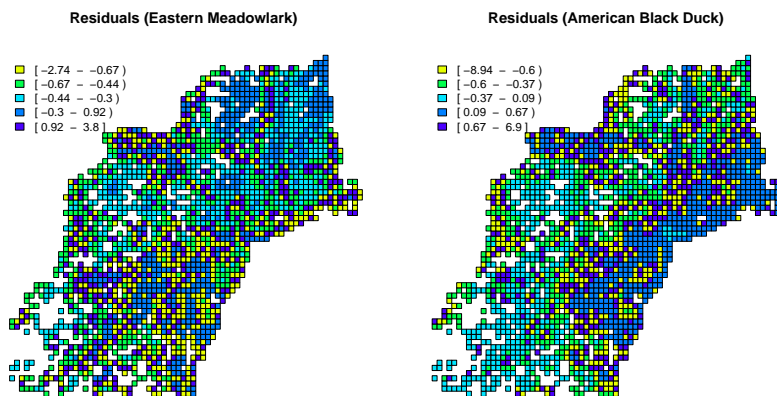 Residuals (Eastern Meadowlark)
[ −2.74 − −0.67 )
[ −0.67 − −0.44 )
[ −0.44 − −0.3 )
[ −0.3 − 0.92 )
[ 0.92 − 3.8 ]
Residuals (American Black Duck)
[ −8.94 − −0.6 )
[ −0.6 − −0.37 )
[ −0.37 − 0.09 )
[ 0.09 − 0.67 )
[ 0.67 − 6.9 ]